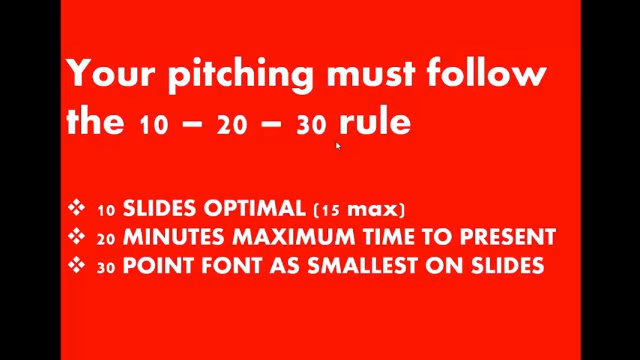 Your pitching must follow
the 10 – 20 – 30 rule
❖ 10 SLIDES OPTIMAL (15 max)
❖ 20 MINUTES MAXIMUM TIME TO PRESENT
❖ 30 POINT FONT AS SMALLEST ON SLIDES